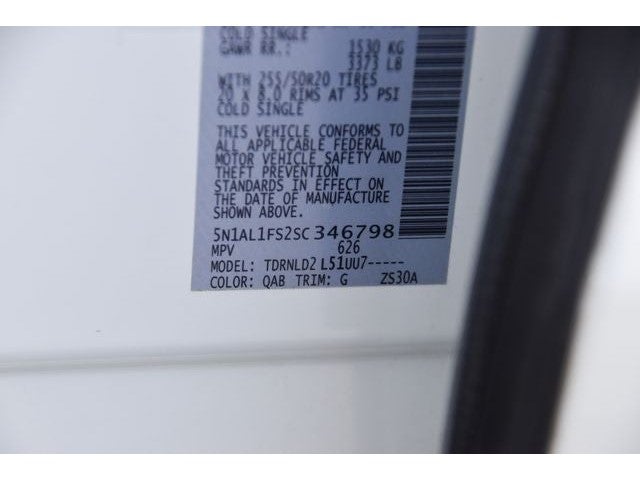 COLD SINGLE
GAWR RR.: 1530 KG
3373 LB
WITH 255/50R20 TIRES
20 X 8.0 RIMS AT 35 PSI
COLD SINGLE
THIS VEHICLE CONFORMS TO
ALL APPLICABLE FEDERAL
MOTOR VEHICLE SAFETY AND
THEFT PREVENTION
STANDARDS IN EFFECT ON
THE DATE OF MANUFACTURE
SHOWN ABOVE.
5N1AL1FS2SC346798
MPV 626
MODEL: TDRNLD2 L51UU7-----
COLOR: QAB TRIM: G ZS30A